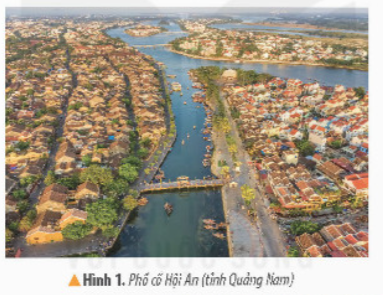 ▲ Hình 1. Phố cổ Hội An (tỉnh Quảng Nam)